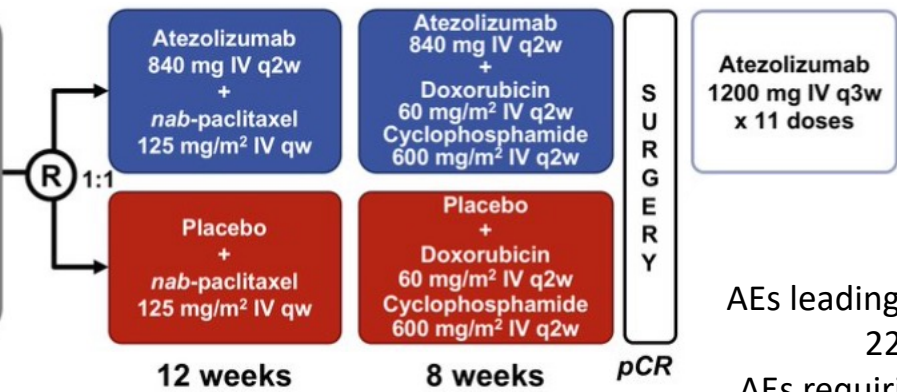 R
1:1
Atezolizumab
840 mg IV q2w
+
nab-paclitaxel
125 mg/m² IV qw
Atezolizumab
840 mg IV q2w
+
Doxorubicin
60 mg/m² IV q2w
Cyclophosphamide
600 mg/m² IV q2w
Placebo
+
nab-paclitaxel
125 mg/m² IV qw
Placebo
+
Doxorubicin
60 mg/m² IV q2w
Cyclophosphamide
600 mg/m² IV q2w
12 weeks
8 weeks
S
U
R
G
E
R
Y
pCR
Atezolizumab
1200 mg IV q3w
x 11 doses
AEs leading
22
AEs requiri